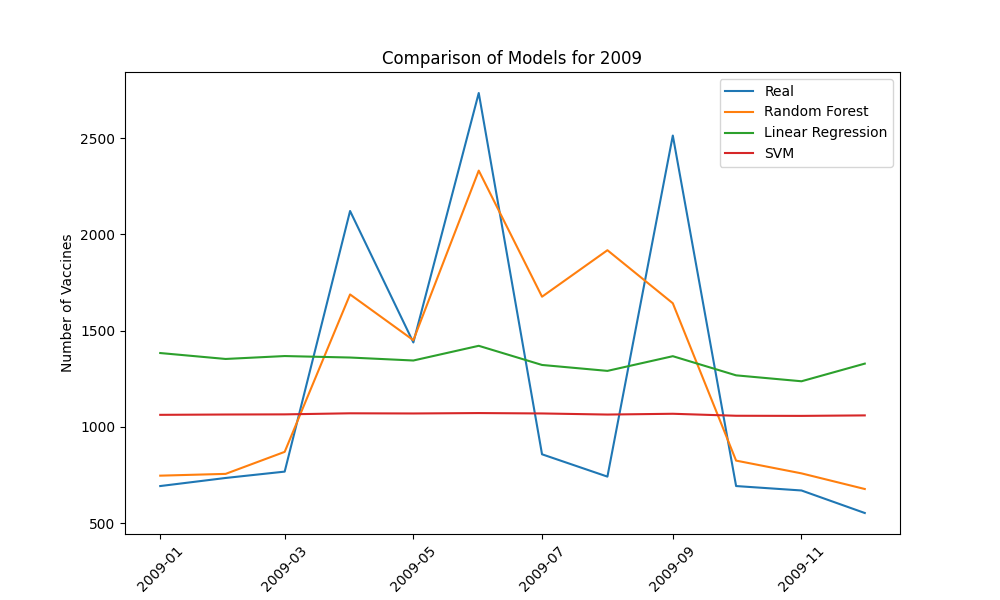 Comparison of Models for 2009
Real
Random Forest
Linear Regression
SVM
Number of Vaccines
2500
2000
1500
1000
500
2009-01
2009-03
2009-05
2009-07
2009-09
2009-11